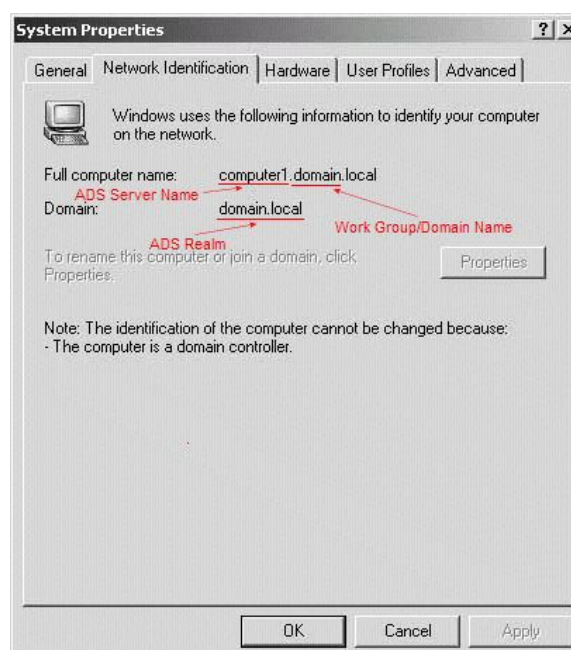 System Properties
General Network Identification Hardware User Profiles Advanced
Windows uses the following information to identify your computer
on the network.
Full computer name: computer1.domain.local
ADS Server Name
Domain: domain.local
Work Group/Domain Name
ADS Realm
To rename this computer or join a domain, click
Properties.
Properties
Note: The identification of the computer cannot be changed because:
- The computer is a domain controller.
OK Cancel Apply